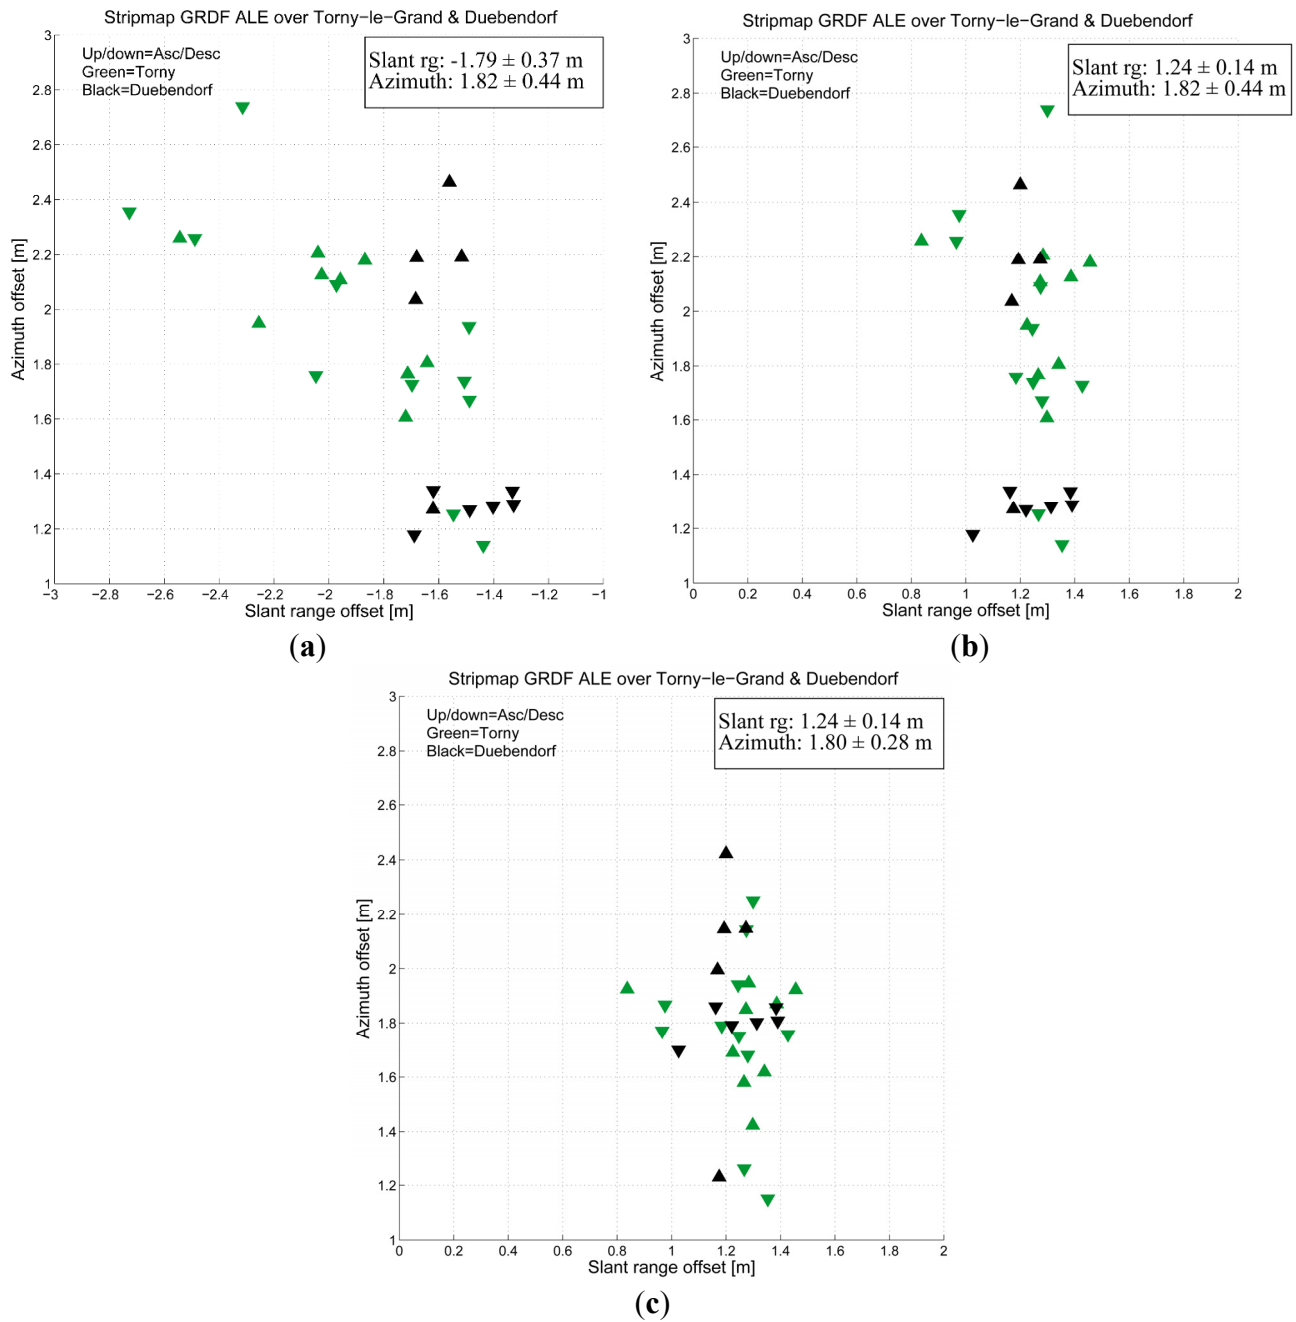 Stripmap GRDF ALE over Torny−le−Grand & Duebendorf
Up/down=Asc/Desc
Green=Torny
Black=Duebendorf
Slant rg: -1.79 ± 0.37 m
Azimuth: 1.82 ± 0.44 m
3
2.8
2.6
2.4
2.2
2
1.8
1.6
1.4
1.2
1
Azimuth offset [m]
−3 −2.8 −2.6 −2.4 −2.2 −2 −1.8 −1.6 −1.4 −1.2 −1
Slant range offset [m]
(a)
Stripmap GRDF ALE over Torny−le−Grand & Duebendorf
Up/down=Asc/Desc
Green=Torny
Black=Duebendorf
Slant rg: 1.24 ± 0.14 m
Azimuth: 1.82 ± 0.44 m
3
2.8
2.6
2.4
2.2
2
1.8
1.6
1.4
1.2
1
Azimuth offset [m]
0 0.2 0.4 0.6 0.8 1 1.2 1.4 1.6 1.8 2
Slant range offset [m]
(b)
Stripmap GRDF ALE over Torny−le−Grand & Duebendorf
Up/down=Asc/Desc
Green=Torny
Black=Duebendorf
Slant rg: 1.24 ± 0.14 m
Azimuth: 1.80 ± 0.28 m
3
2.8
2.6
2.4
2.2
2
1.8
1.6
1.4
1.2
1
Azimuth offset [m]
0 0.2 0.4 0.6 0.8 1 1.2 1.4 1.6 1.8 2
Slant range offset [m]
(c)